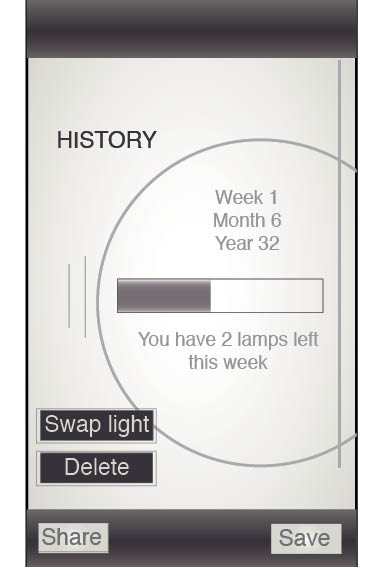 HISTORY
Week 1
Month 6
Year 32
You have 2 lamps left
this week
Swap light
Delete
Share
Save